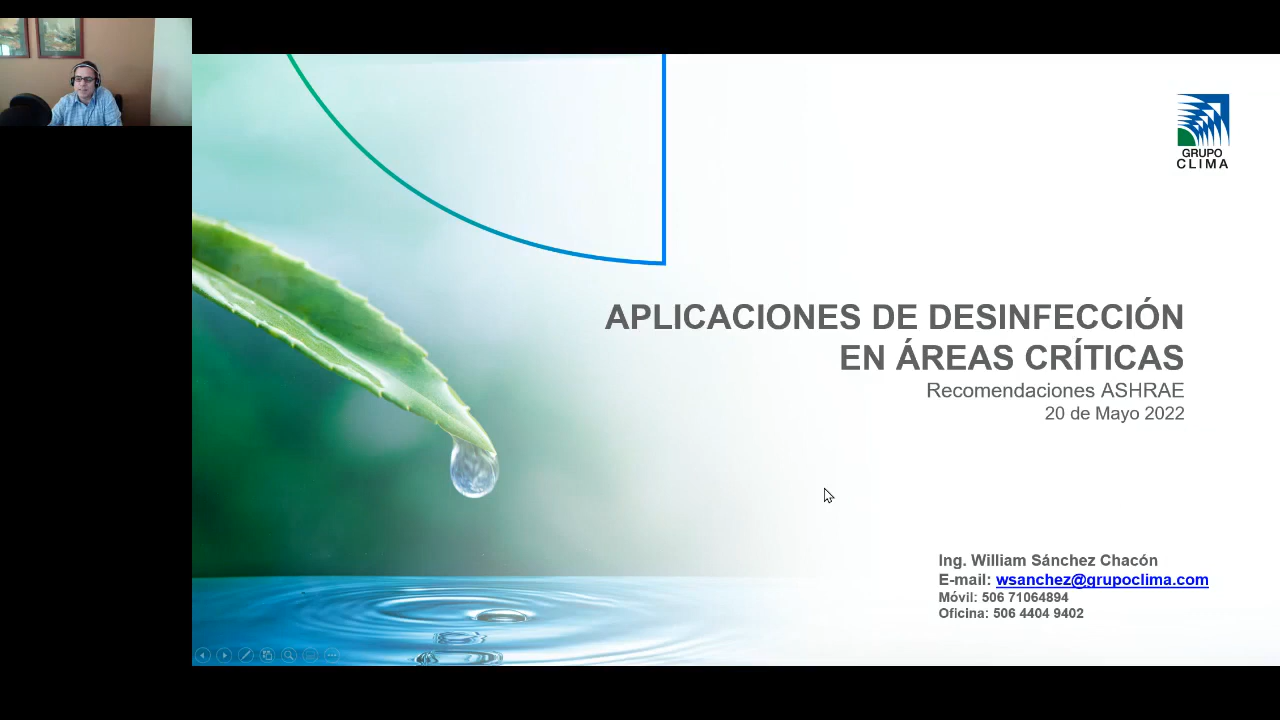 GRUPO
CLIMA
APLICACIONES DE DESINFECCIÓN
EN ÁREAS CRÍTICAS
Recomendaciones ASHRAE
20 de Mayo 2022
Ing. William Sánchez Chacón
E-mail: wsanchez@grupoclima.com
Móvil: 506 71064894
Oficina: 506 4404 9402